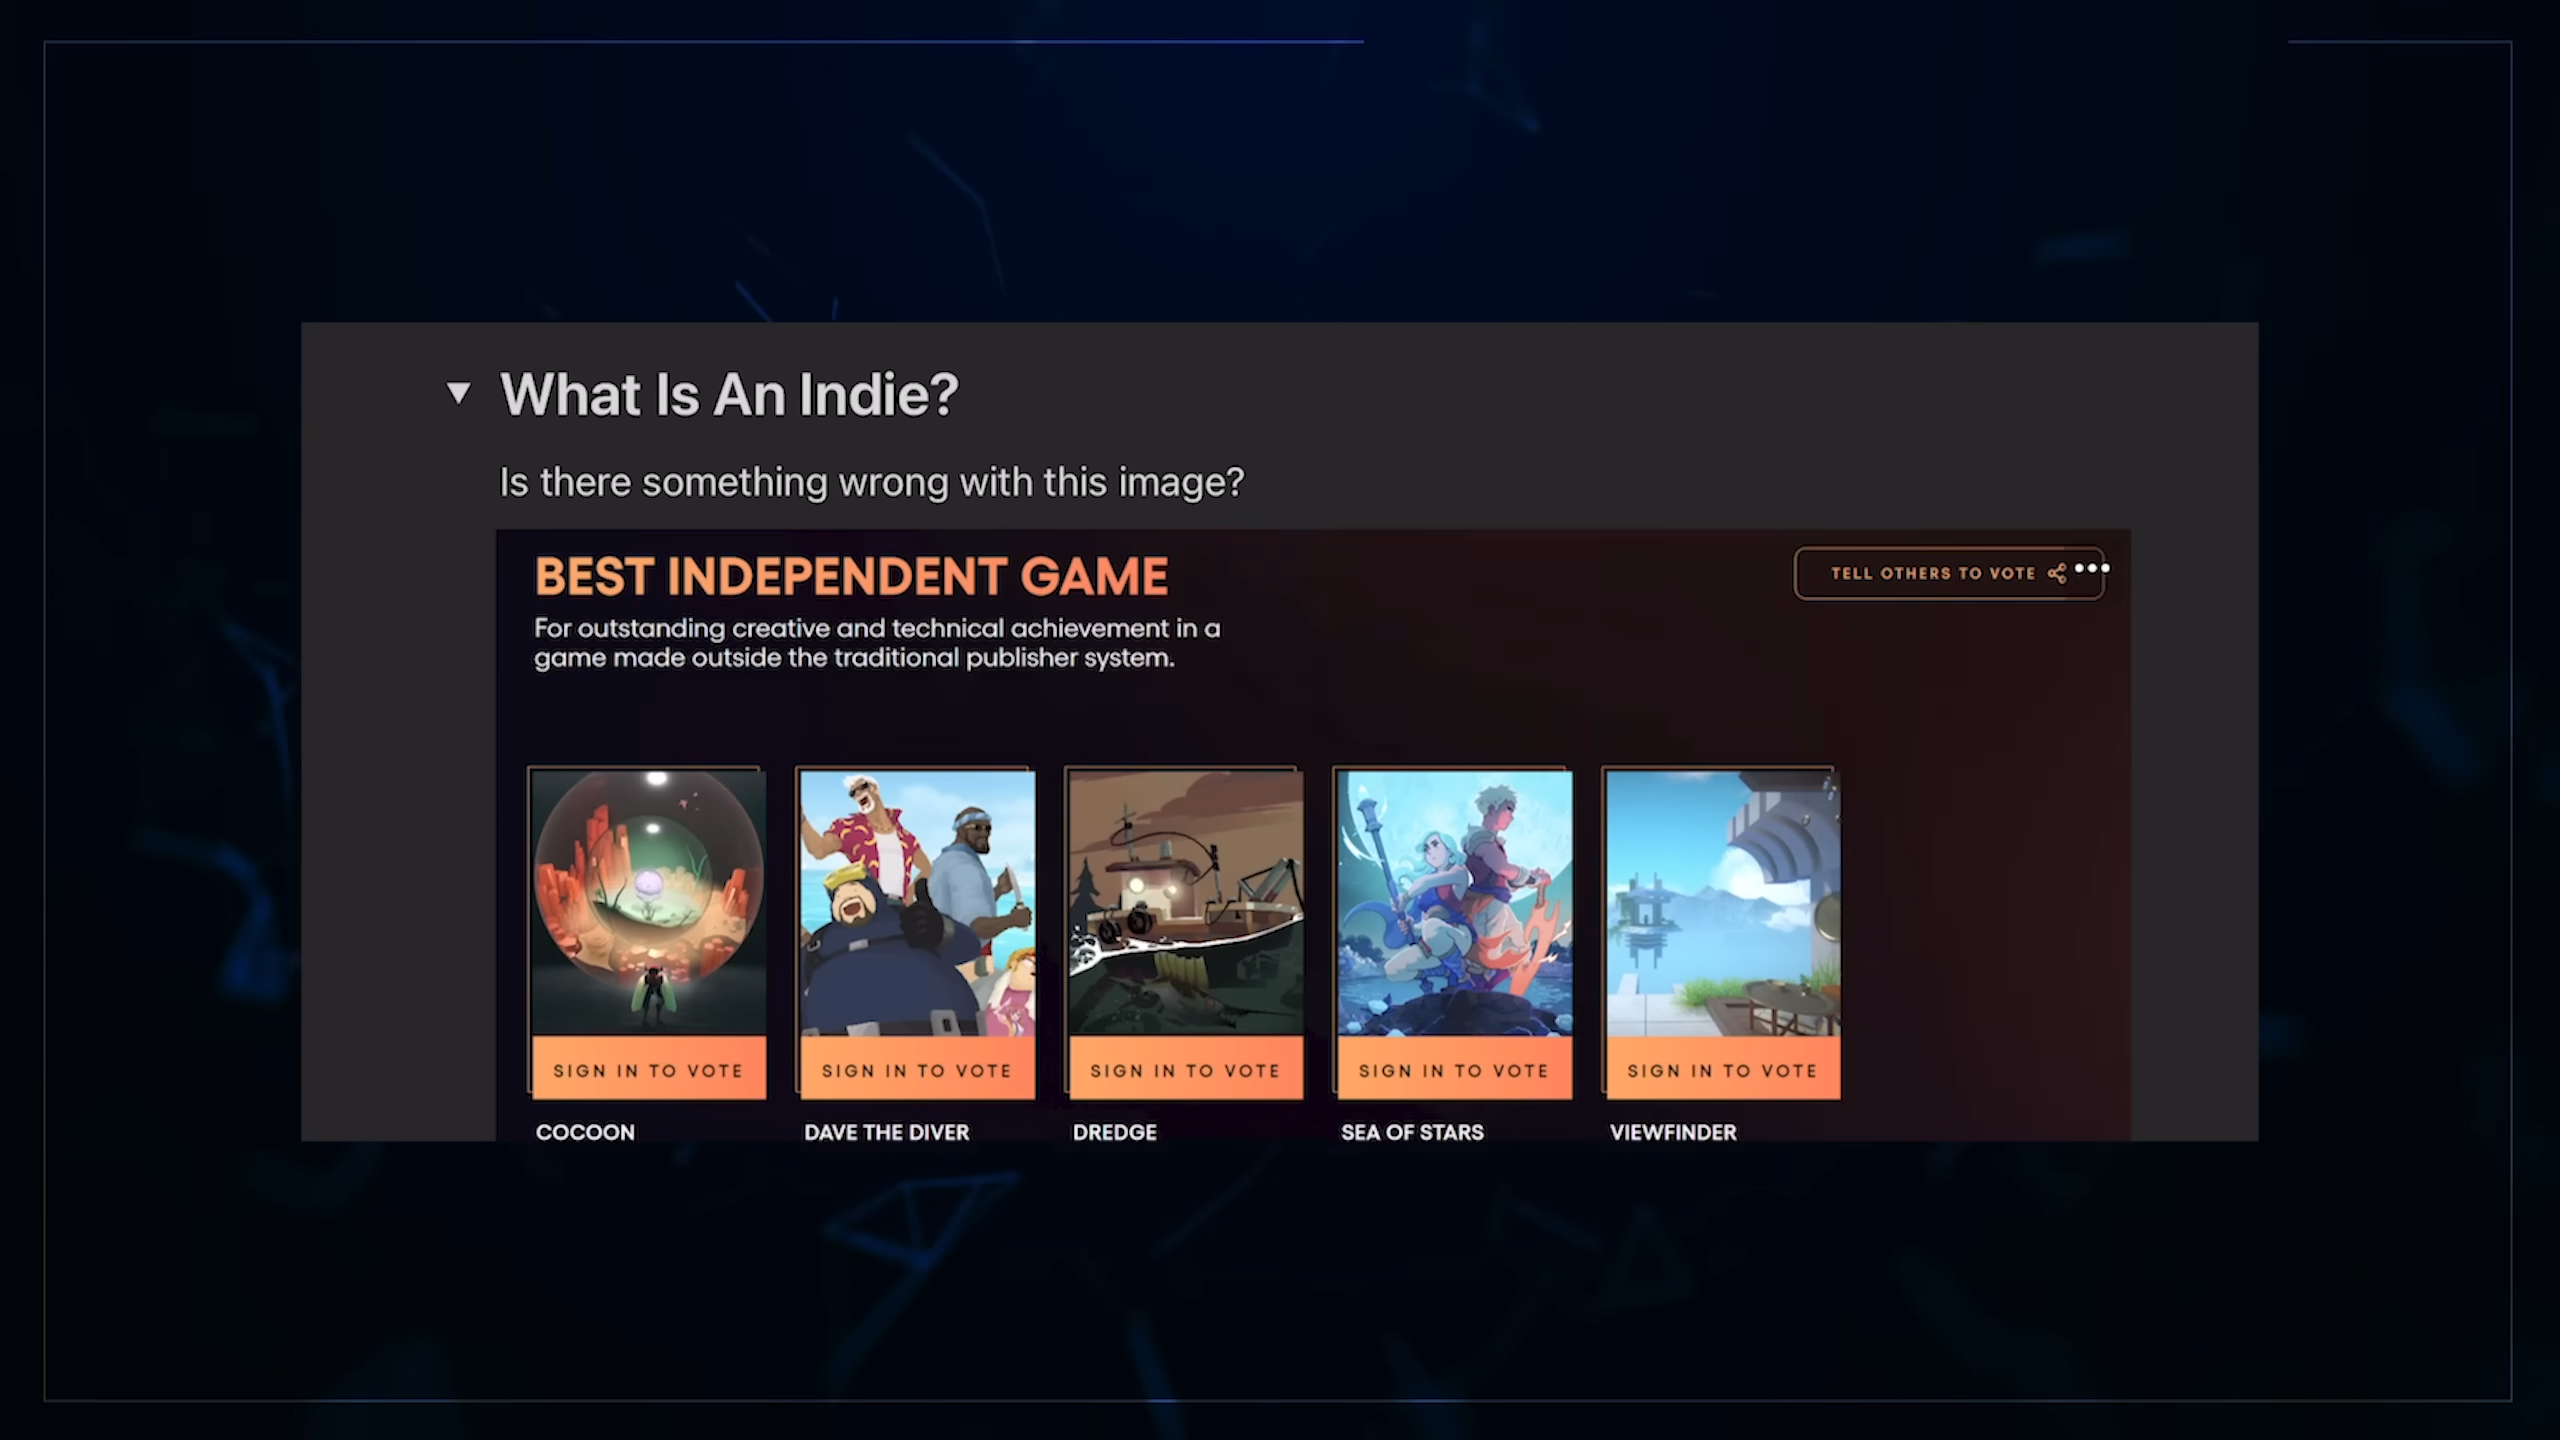 What Is An Indie?
Is there something wrong with this image?
BEST INDEPENDENT GAME
TELL OTHERS TO VOTE
For outstanding creative and technical achievement in a
game made outside the traditional publisher system.
SIGN IN TO VOTE
SIGN IN TO VOTE
SIGN IN TO VOTE
SIGN IN TO VOTE
SIGN IN TO VOTE
COCOON
DAVE THE DIVER
DREDGE
SEA OF STARS
VIEWFINDER